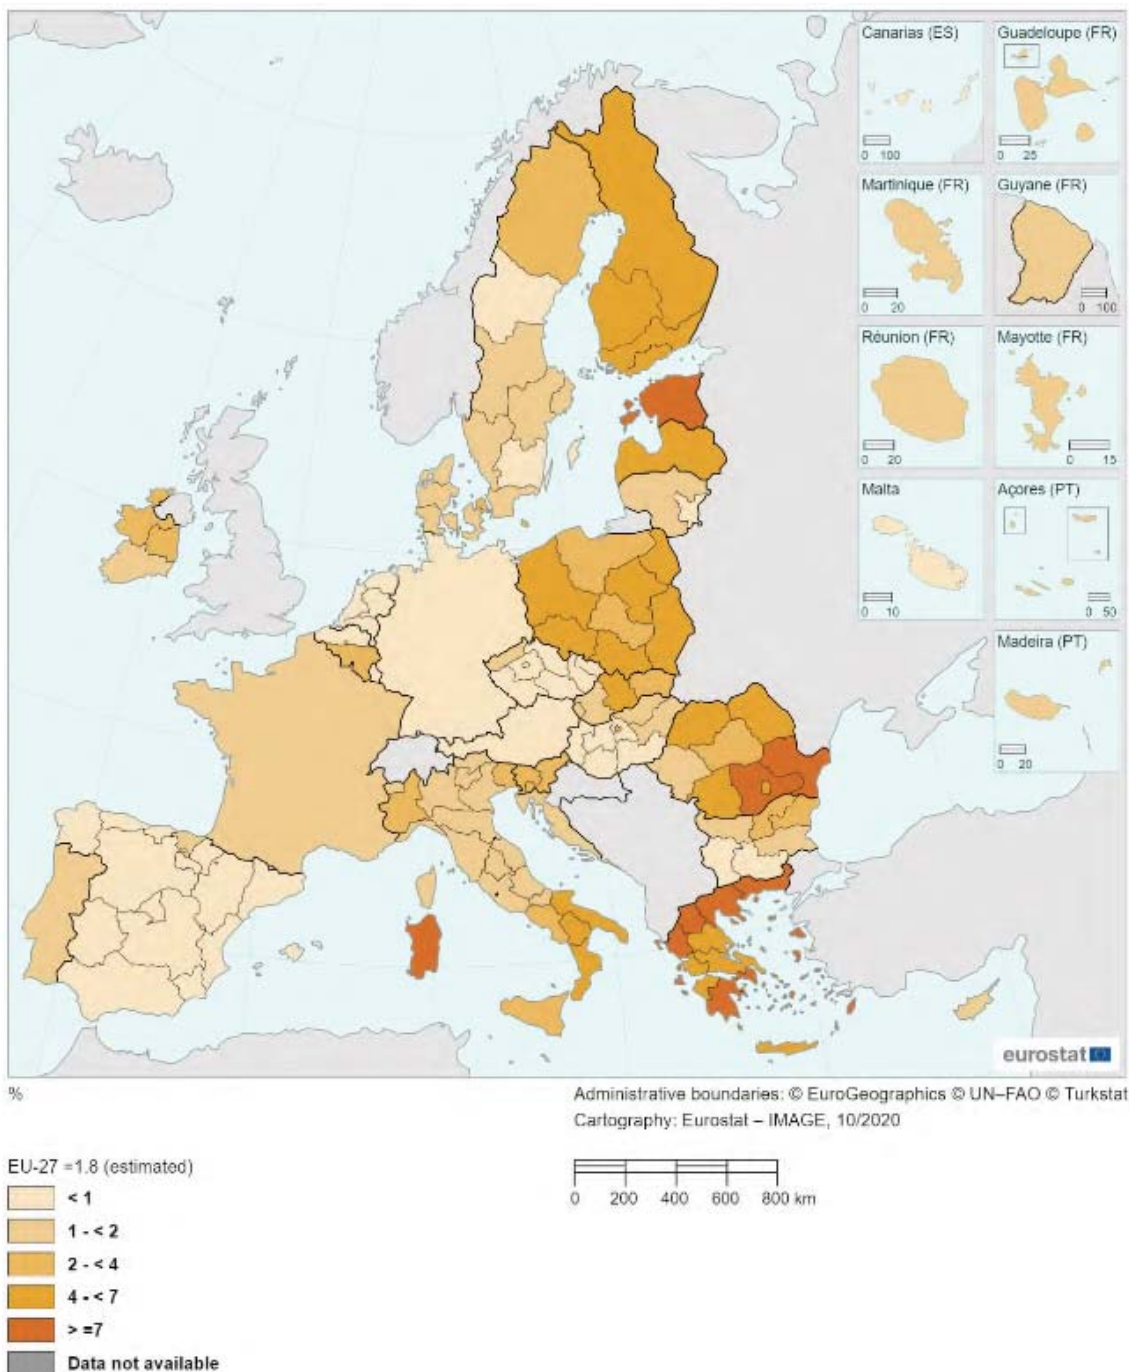 Canarias (ES)
0 100
Guadeloupe (FR)
0 25
Martinique (FR)
0 20
Guyane (FR)
0 100
Réunion (FR)
0 20
Mayotte (FR)
0 15
Malta
0 10
Açores (PT)
0 50
Madeira (PT)
0 20
eurostat
%
Administrative boundaries: © EuroGeographics © UN–FAO © Turkstat
Cartography: Eurostat – IMAGE, 10/2020
EU-27 =1.8 (estimated)
0 200 400 600 800 km
< 1
1 - < 2
2 - < 4
4 - < 7
> =7
Data not available